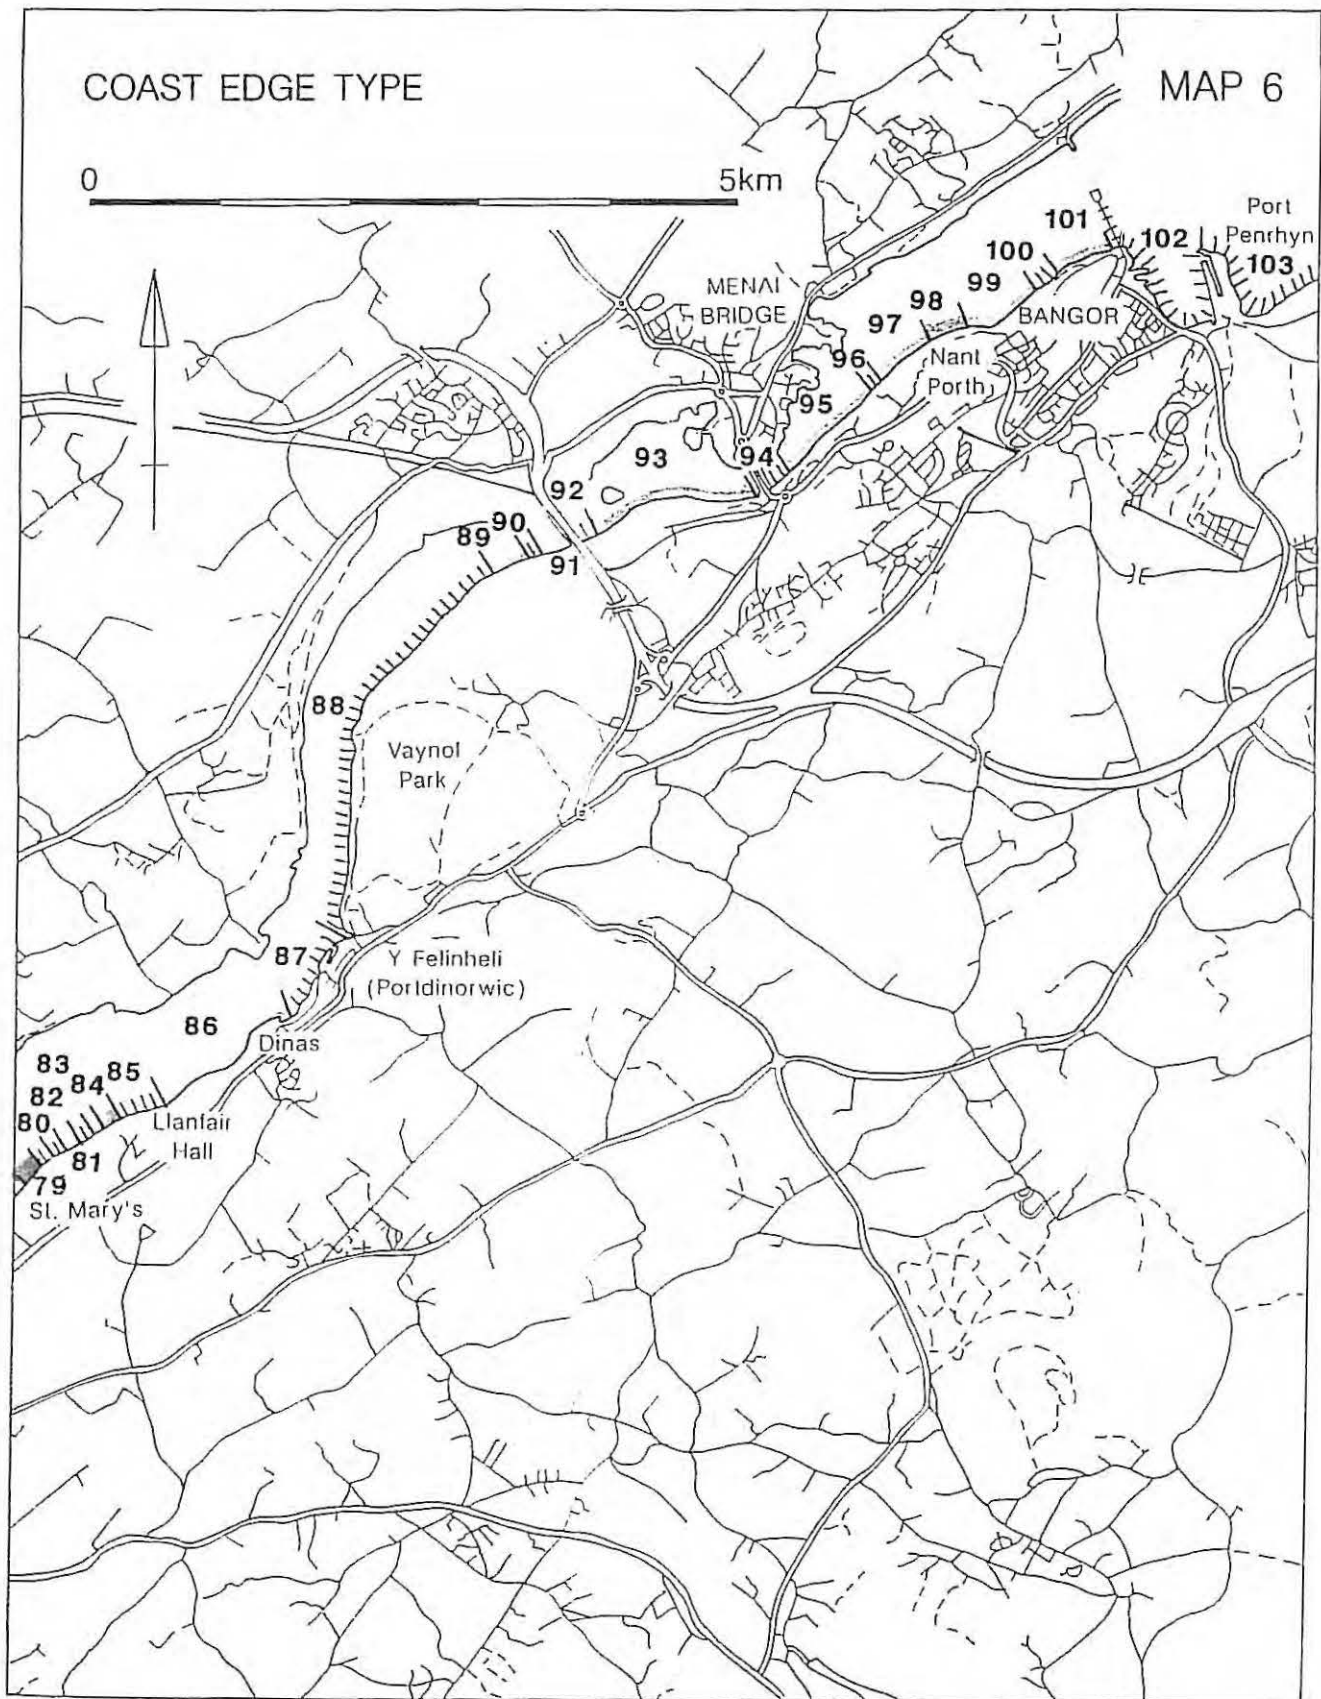 COAST EDGE TYPE
MAP 6
0
5km
Port
Penrhyn
101
102
103
100
99
98
97
MENAI
BRIDGE
BANGOR
96
Nant
Porth
95
94
93
92
90
89
91
88
Vaynol
Park
87
Y Felinheli
(Portdinorwic)
86
Dinas
83
85
84
82
80
Llanfair
Hall
81
79
St. Mary's